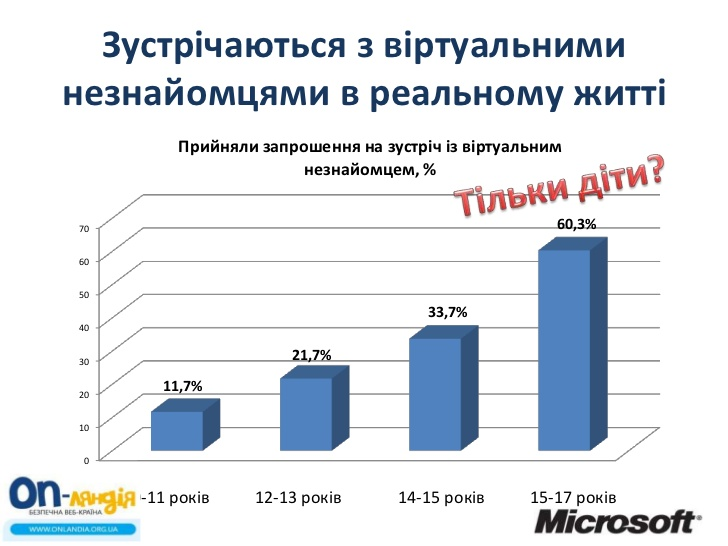 Зустрічаються з віртуальними
незнайомцями в реальному житті
Прийняли запрошення на зустріч із віртуальним
незнайомцем, %
Тільки діти?
70
60
50
40
30
20
10
0
11,7%
21,7%
33,7%
60,3%
-11 років
12-13 років
14-15 років
15-17 років
Оп-ляндія
БЕЗПЕЧНА ВЕБ-КРАЇНА
WWW.ONLANDIA.ORG.UA
Microsoft